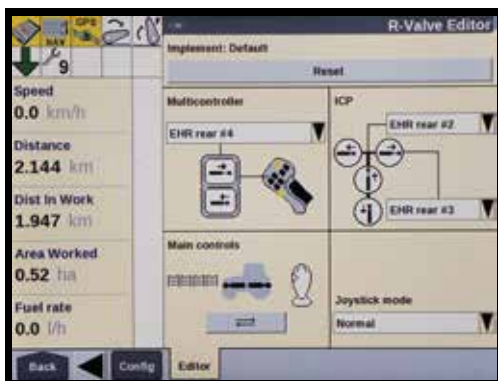 GPS
NAV
9
R-Valve Editor
Implement: Default
Reset
Speed
0.0 km/h
Distance
2.144 km
Dist In Work
1.947 km
Area Worked
0.52 ha
Fuel rate
0.0 l/h
Multicontroller
EHR rear #4
ICP
EHR rear #2
EHR rear #3
Main controls
Joystick mode
Normal
Back
Config
Editor